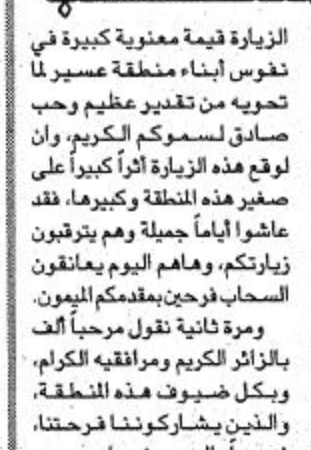 الزيارة قيمة معنوية كبيرة في
نفوس أبناء منطقة عسير لما
تحويه من تقدير عظيم وحب
صادق لسموكم الكريم، وان
لوقع هذه الزيارة أثراً كبيراً على
صغير هذه المنطقة وكبيرها، فقد
عاشوا أياماً جميلة وهم يترقبون
زيارتكم، وهاهم اليوم يعانقون
السحاب فرحين بمقدمكم الميمون.
ومرة ثانية نقول مرحباً ألف
بالزائر الكريم ومرافقيه الكرام،
وبكل ضيوف هذه المنطقة،
والذين يشاركوننا فرحتنا،